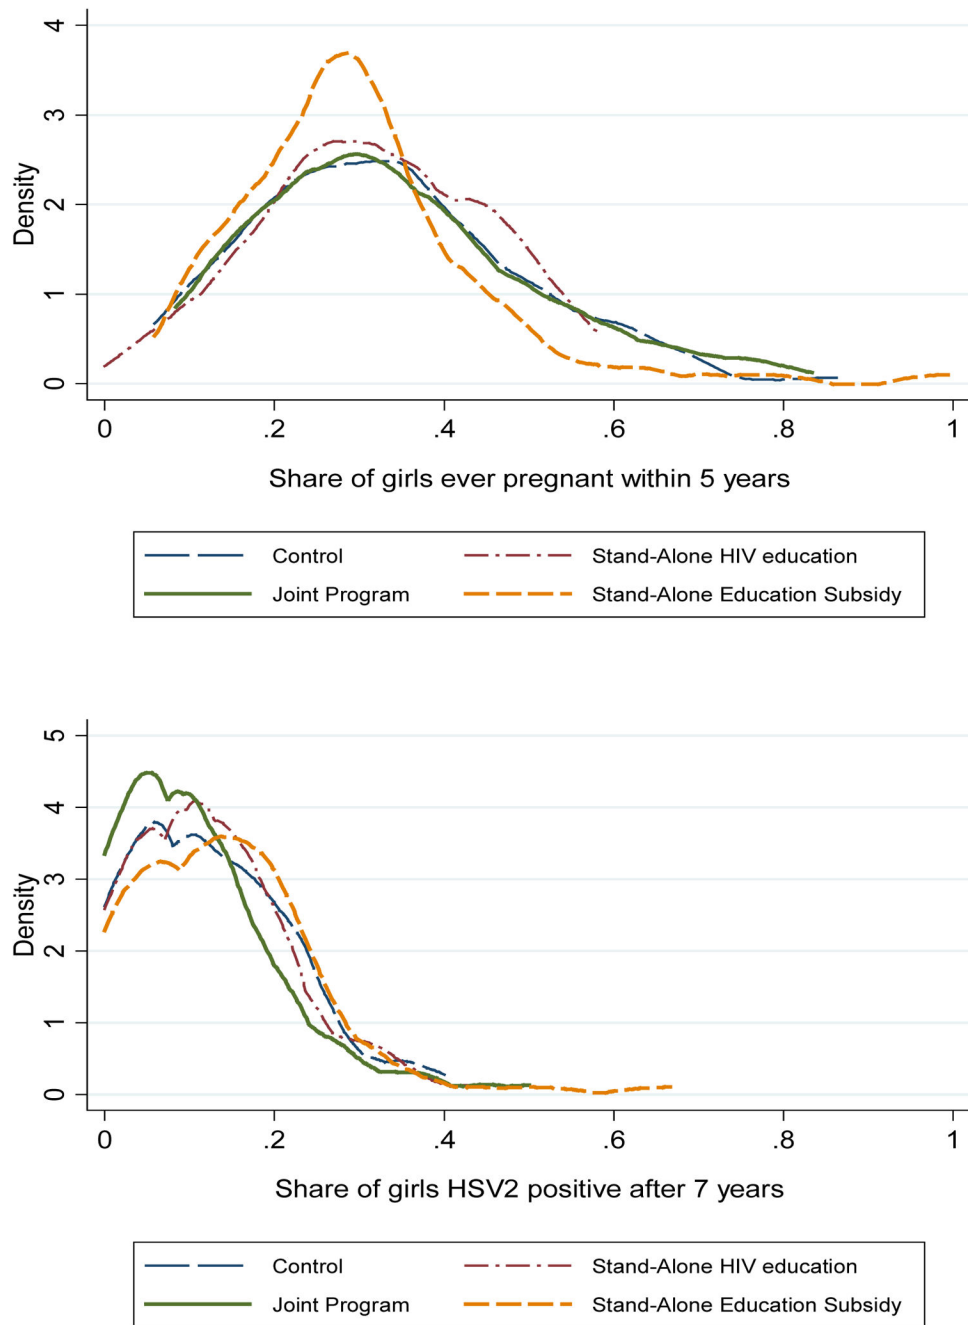 4
3
2
1
0
Density
0 .2 .4 .6 .8 1
Share of girls ever pregnant within 5 years
Control Stand-Alone HIV education
Joint Program Stand-Alone Education Subsidy
5
4
3
2
1
0
Density
0 .2 .4 .6 .8 1
Share of girls HSV2 positive after 7 years
Control Stand-Alone HIV education
Joint Program Stand-Alone Education Subsidy